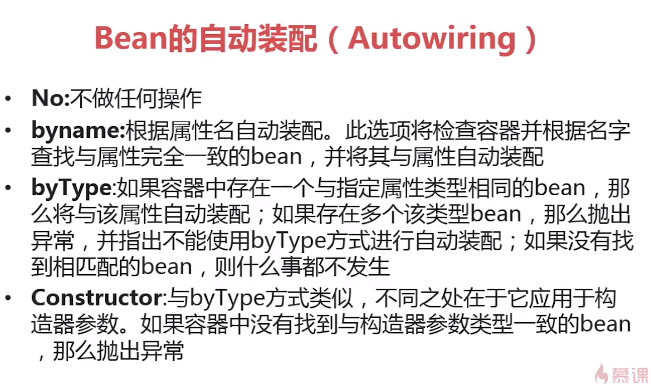 Bean的自动装配（Autowiring）
• No:不做任何操作
• byname:根据属性名自动装配。此选项将检查容器并根据名字
查找与属性完全一致的bean，并将其与属性自动装配
• byType:如果容器中存在一个与指定属性类型相同的bean，那
么将与该属性自动装配；如果存在多个该类型bean，那么抛出
异常，并指出不能使用byType方式进行自动装配；如果没有找
到相匹配的bean，则什么事都不发生
• Constructor:与byType方式类似，不同之处在于它应用于构
造器参数。如果容器中没有找到与构造器参数类型一致的bean
，那么抛出异常
慕课